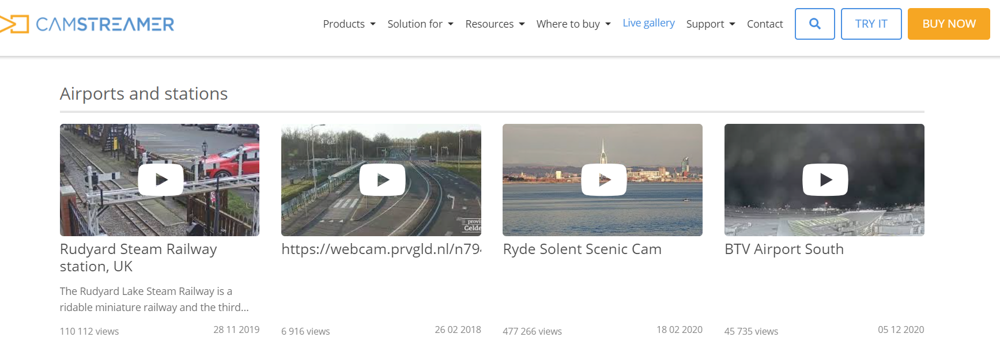 CAMSTREAMER
Products
Solution for
Resources
Where to buy
Live gallery
Support
Contact
TRY IT
BUY NOW
Airports and stations
provi
Gelde
Rudyard Steam Railway
station, UK
The Rudyard Lake Steam Railway is a
ridable miniature railway and the third...
110 112 views
28 11 2019
https://webcam.prvgld.nl/n794
6 916 views
26 02 2018
Ryde Solent Scenic Cam
477 266 views
18 02 2020
BTV Airport South
45 735 views
05 12 2020